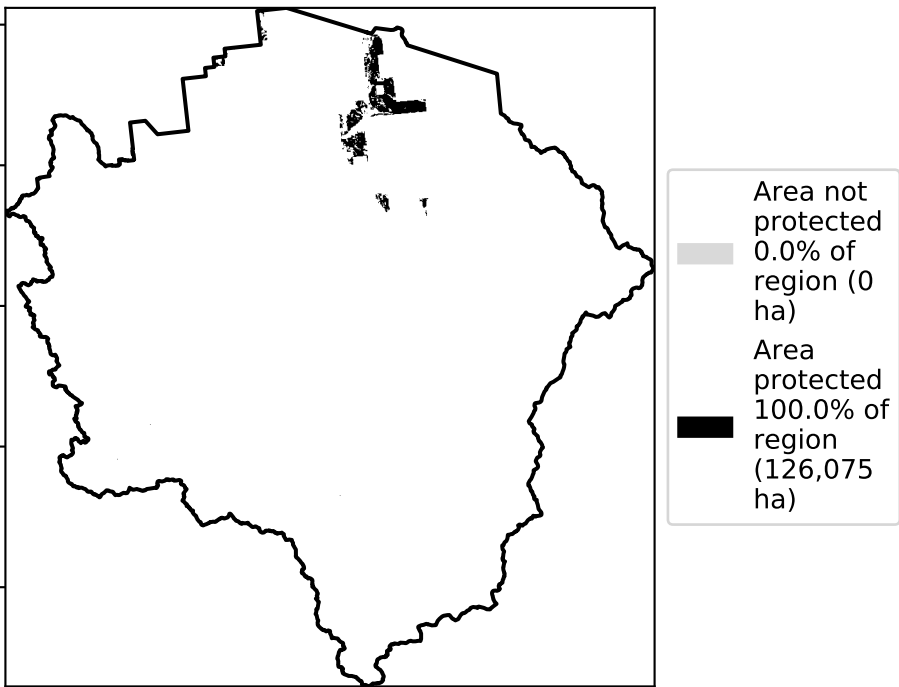 Area not
protected
0.0% of
region (0
ha)
Area
protected
100.0% of
region
(126,075
ha)